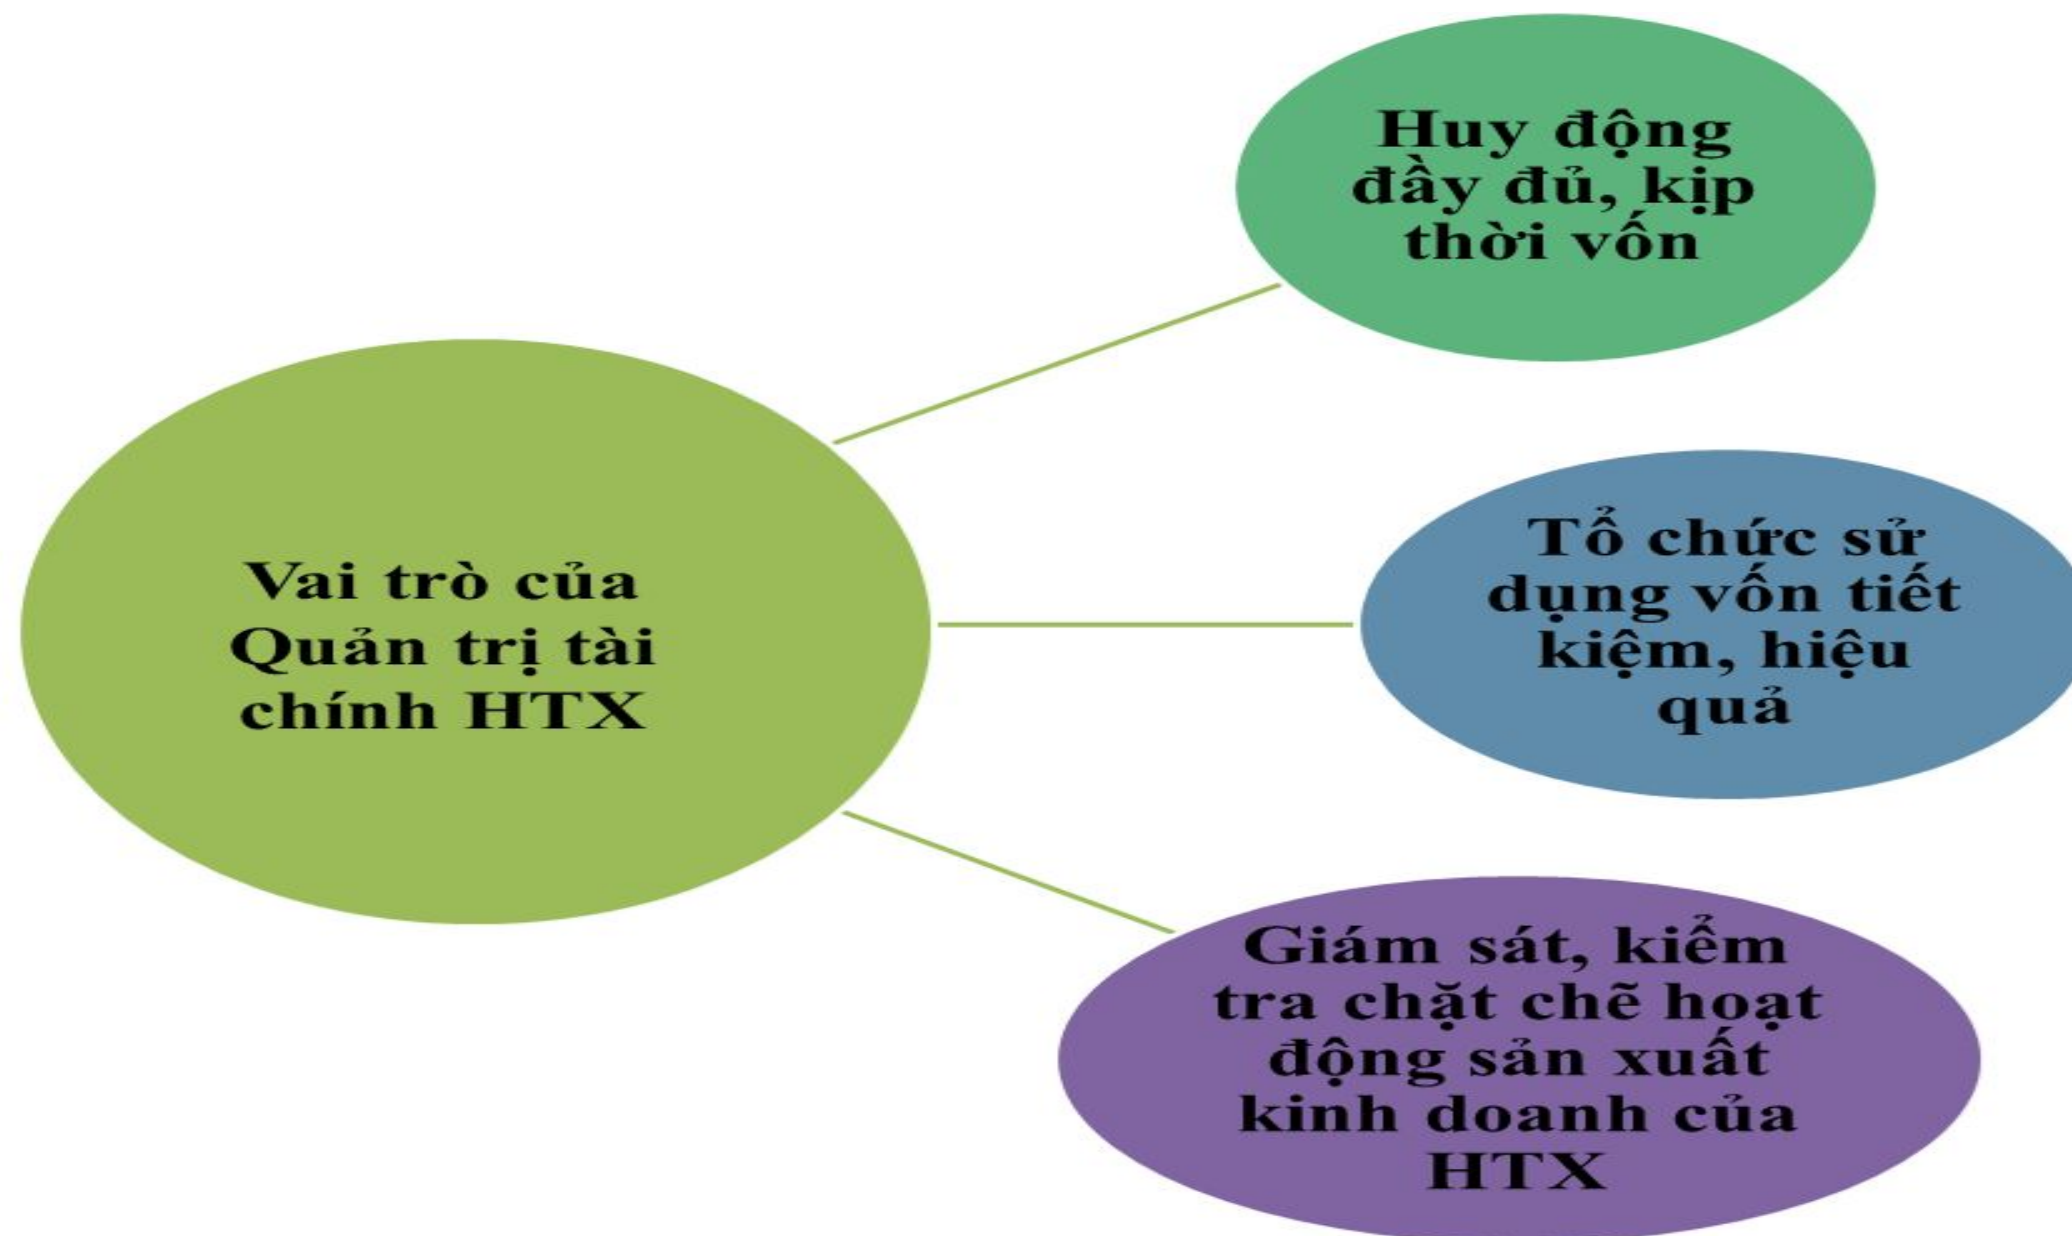 Huy động
đầy đủ, kịp
thời vốn
Vai trò của
Quản trị tài
chính HTX
Tổ chức sử
dụng vốn tiết
kiệm, hiệu
quả
Giám sát, kiểm
tra chặt chẽ hoạt
động sản xuất
kinh doanh của
HTX